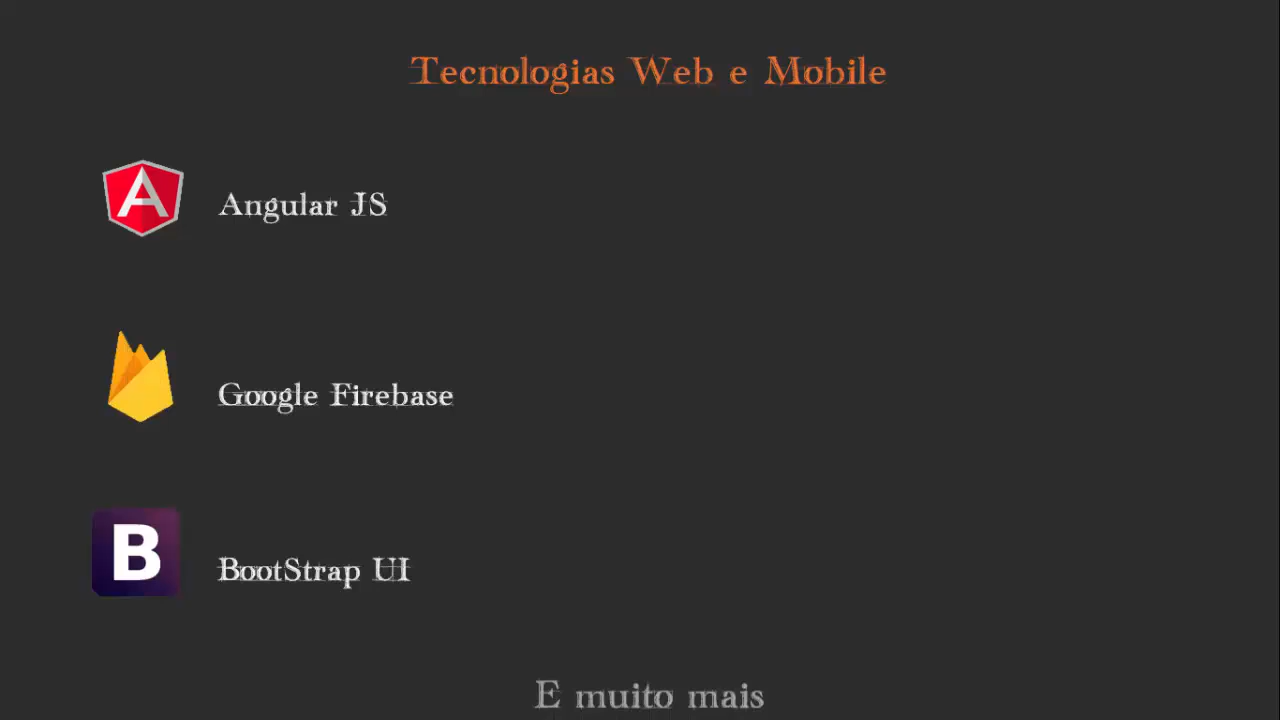 Tecnologias Web e Mobile
A
Angular JS
Google Firebase
B
BootStrap UI
E muito mais